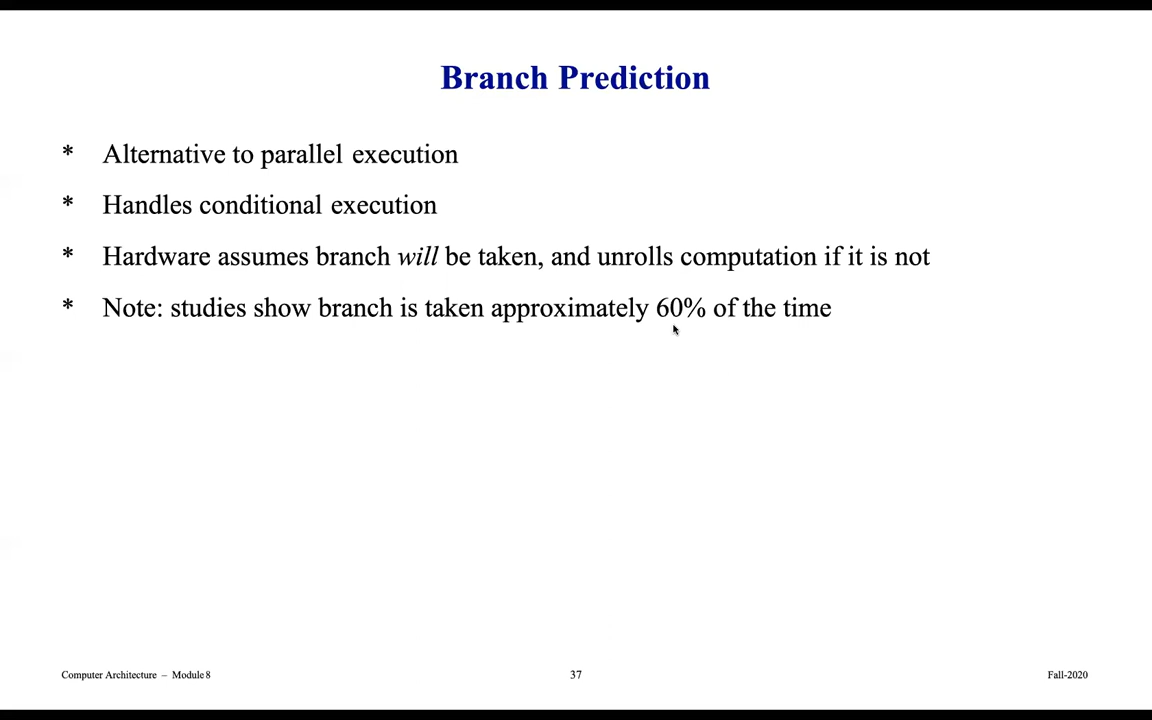 Branch Prediction
* Alternative to parallel execution
* Handles conditional execution
* Hardware assumes branch will be taken, and unrolls computation if it is not
* Note: studies show branch is taken approximately 60% of the time
Computer Architecture – Module 8 37 Fall-2020